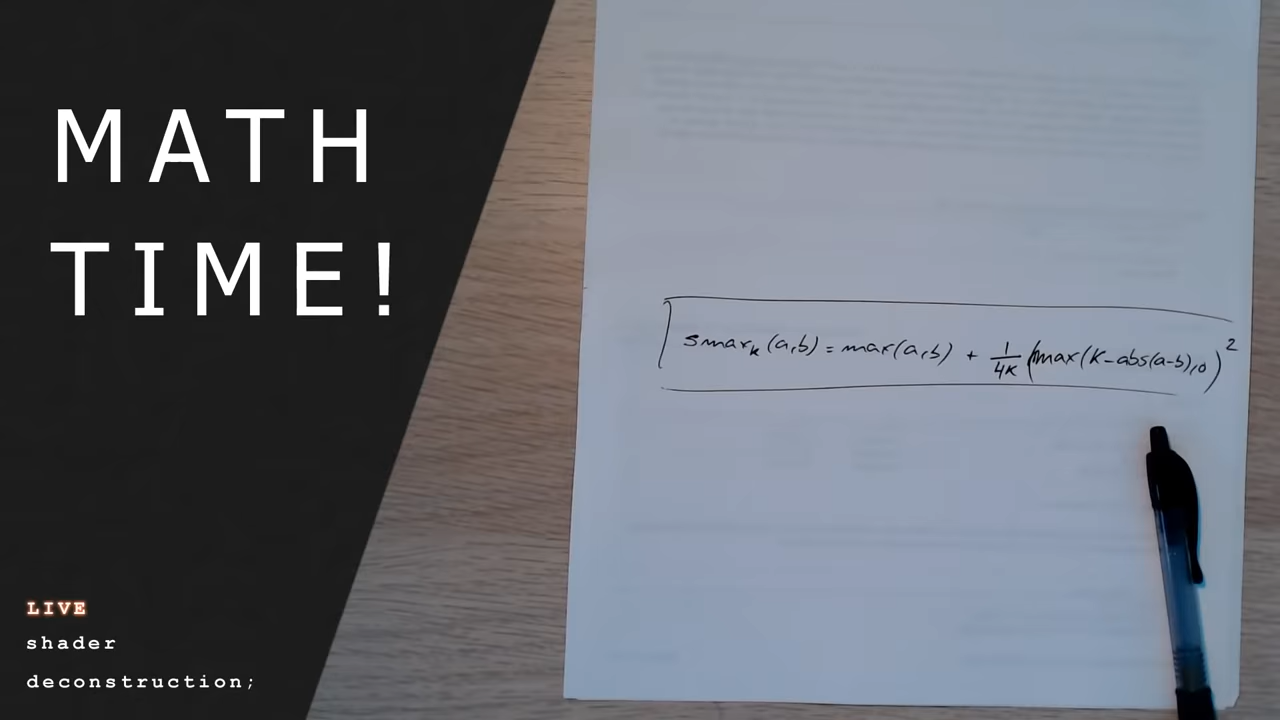 MATH
TIME!
smax_k(a,b) = max(a,b) + 1/4k (max(k-abs(a-b),0)^2
LIVE
shader
deconstruction;